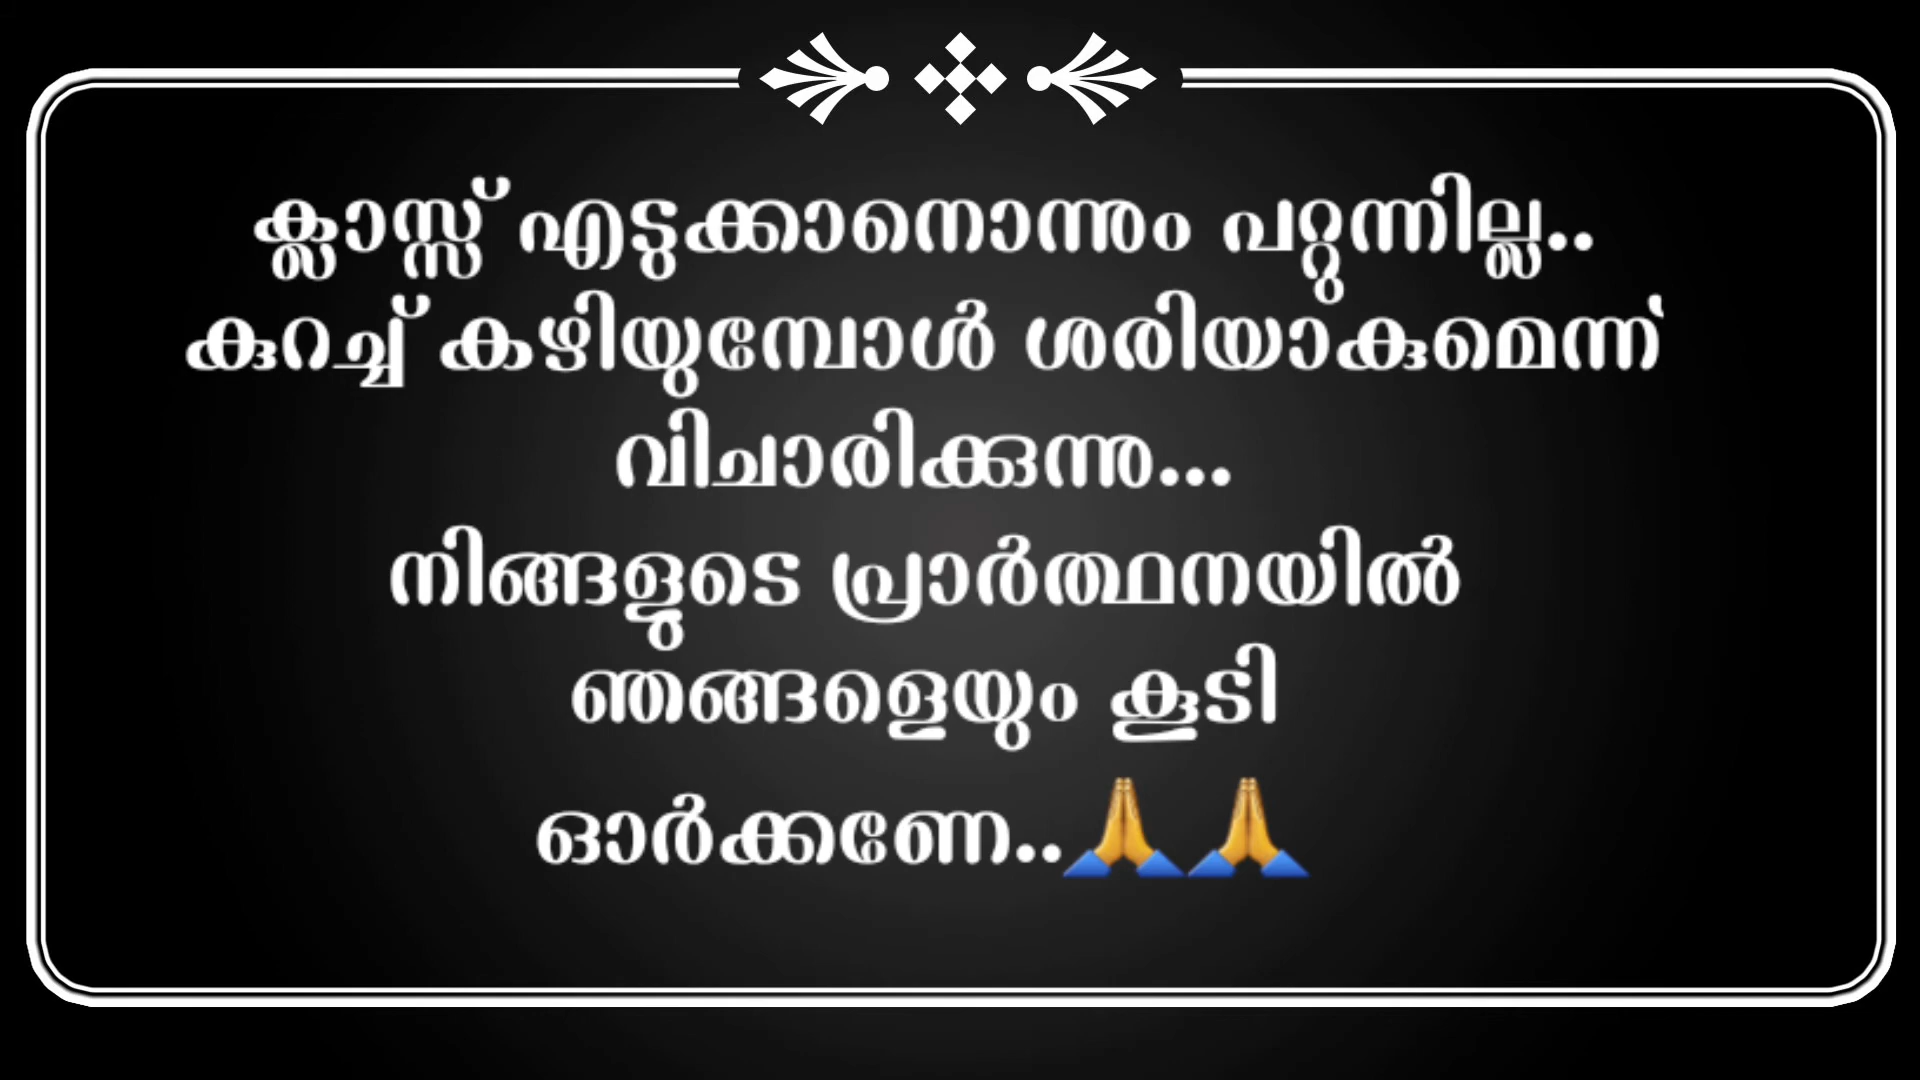 ക്ലാസ്സ് എടുക്കാനൊന്നും പറ്റുന്നില്ല..
കുറച്ച് കഴിയുമ്പോൾ ശരിയാകുമെന്ന്
വിചാരിക്കുന്നു...
നിങ്ങളുടെ പ്രാർത്ഥനയിൽ
ഞങ്ങളെയും കൂടി
ഓർക്കണേ..🙏🙏